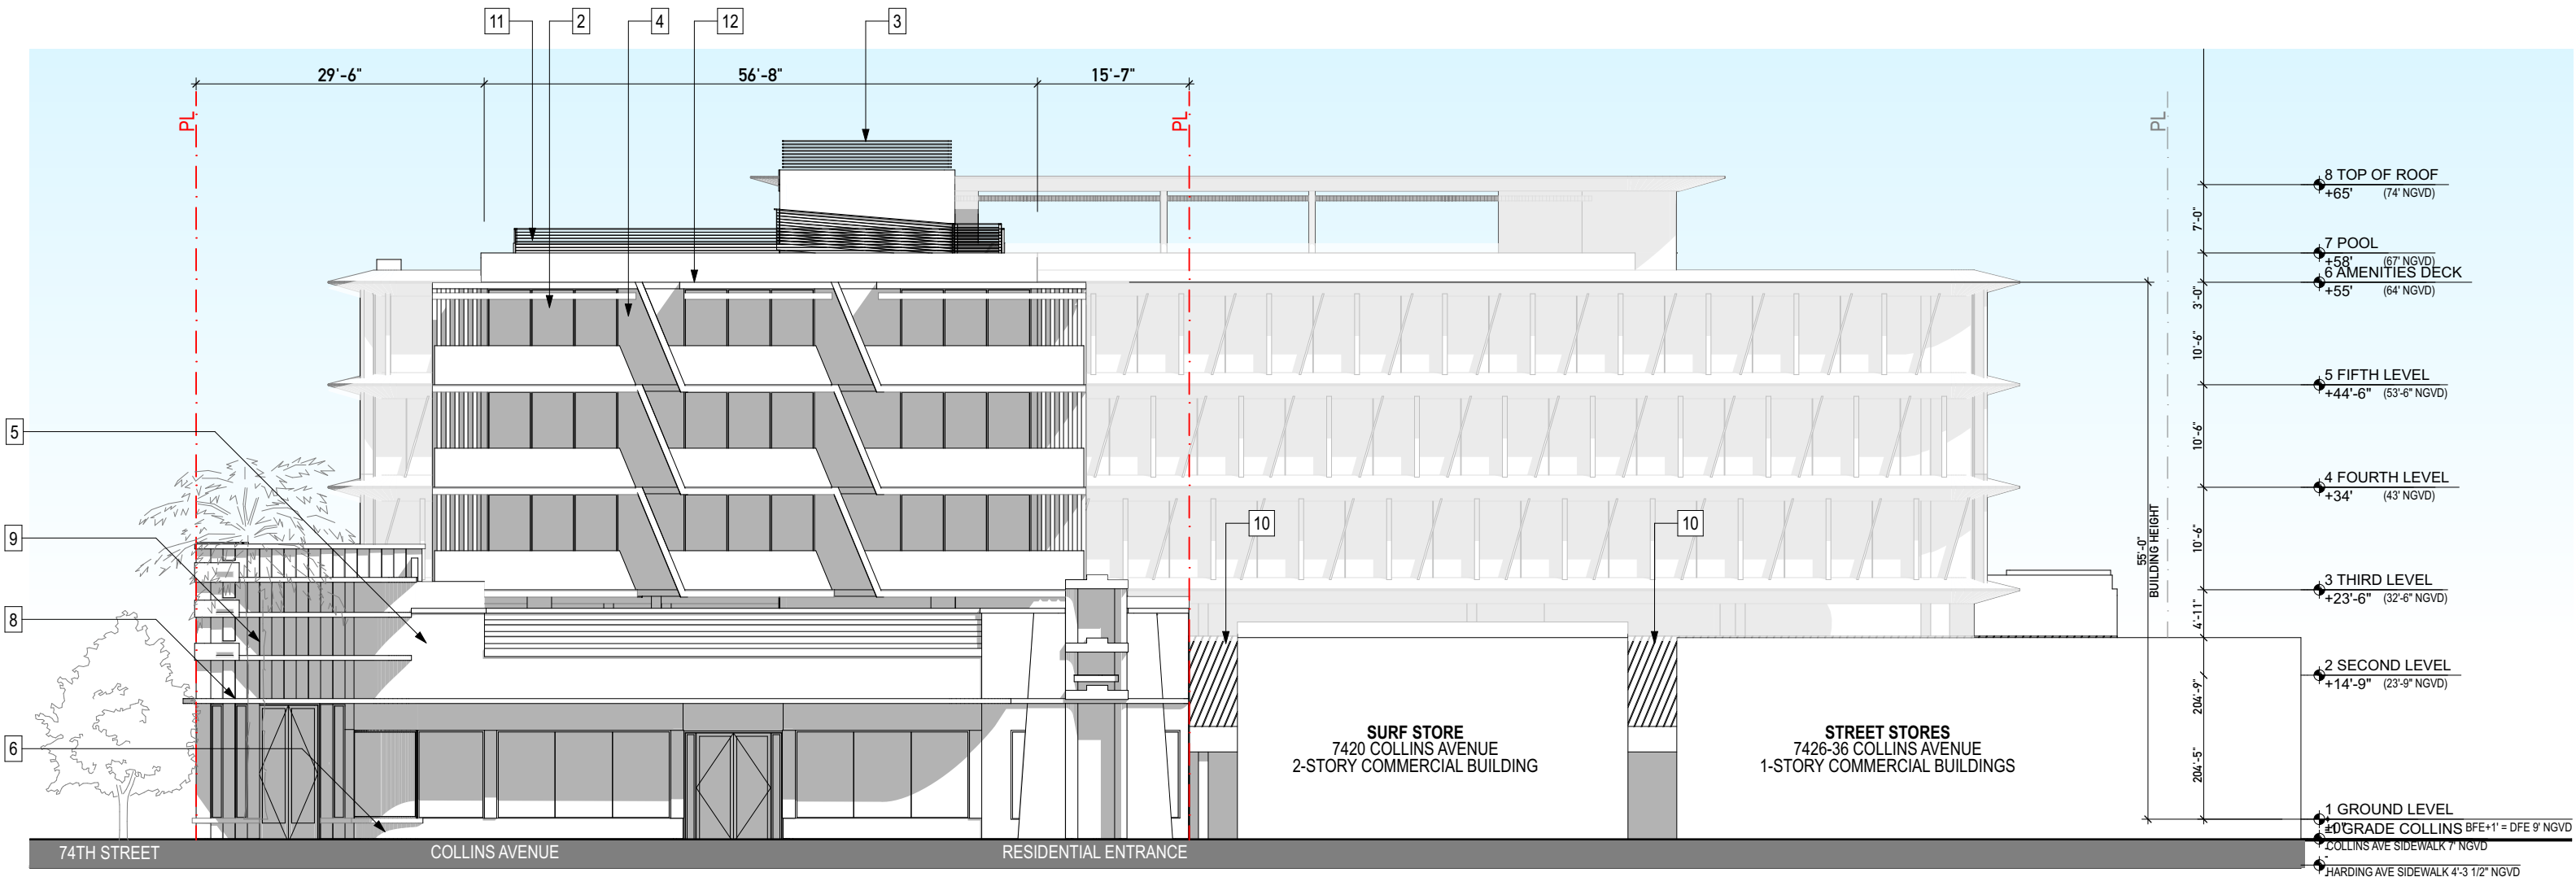 11
2
4
12
3
29'-6"
56'-8"
15'-7"
PL
PL
PL
8 TOP OF ROOF
+65' (74' NGVD)
7'-0"
7 POOL
+58' (67' NGVD)
6 AMENITIES DECK
+55' (64' NGVD)
3'-0"
10'-6"
5 FIFTH LEVEL
+44'-6" (53'-6" NGVD)
5
10'-6"
4 FOURTH LEVEL
+34' (43' NGVD)
9
10
10
55'-0"
BUILDING HEIGHT
10'-6"
3 THIRD LEVEL
+23'-6" (32'-6" NGVD)
8
4'-11"
2 SECOND LEVEL
+14'-9" (23'-9" NGVD)
204'-9"
6
SURF STORE
7420 COLLINS AVENUE
2-STORY COMMERCIAL BUILDING
STREET STORES
7426-36 COLLINS AVENUE
1-STORY COMMERCIAL BUILDINGS
204'-5"
1 GROUND LEVEL
±0" GRADE COLLINS BFE+1' = DFE 9' NGVD
COLLINS AVE SIDEWALK 7' NGVD
HARDING AVE SIDEWALK 4'-3 1/2" NGVD
74TH STREET
COLLINS AVENUE
RESIDENTIAL ENTRANCE